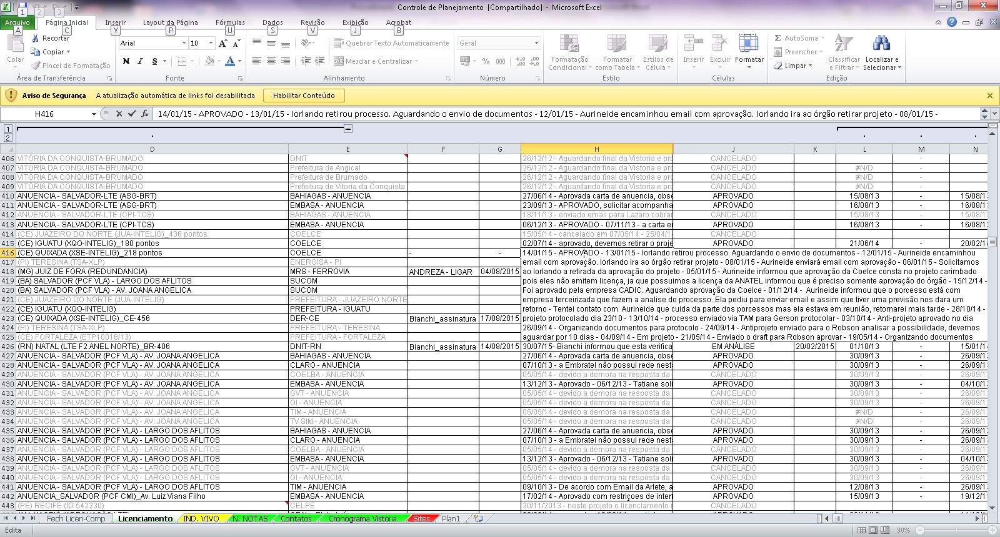 Controle de Planejamento [Compartilhado] - Microsoft Excel
1 2 3
Arquivo Página Inicial Inserir Layout da Página Fórmulas Dados Revisão Exibição Acrobat
A C Y P U S V J B
Colar
Recortar
Copiar
Pincel de Formatação
Área de Transferência
Arial 10
N I S A
Fonte
Quebrar Texto Automaticamente
Mesclar e Centralizar
Alinhamento
Geral
% 000
Número
Formatação Condicional
Formatar como Tabela
Estilos de Célula
Estilo
Inserir Excluir Formatar
Células
AutoSoma
Preencher
Limpar
Classificar e Filtrar
Localizar e Selecionar
Edição
Aviso de Segurança A atualização automática de links foi desabilitada Habilitar Conteúdo
H416 fx 14/01/15 - APROVADO - 13/01/15 - Iorlando retirou processo. Aguardando o envio de documentos - 12/01/15 - Aurineide encaminhou email com aprovação. Iorlando ira ao órgão retirar projeto - 08/01/15 -
1
2
D E F G H J K L M N
406 VITÓRIA DA CONQUISTA-BRUMADO DNIT 26/12/12 - Aguardando final da Vistoria e pro CANCELADO -
407 VITÓRIA DA CONQUISTA-BRUMADO Prefeitura de Angical 26/12/12 - Aguardando final da Vistoria e pro CANCELADO #N/D -
408 VITÓRIA DA CONQUISTA-BRUMADO Prefeitura de Brumado 26/12/12 - Aguardando final da Vistoria e pro CANCELADO #N/D -
409 VITÓRIA DA CONQUISTA-BRUMADO Prefeitura de Vitoria da Conquista 26/12/12 - Aguardando final da Vistoria e pro CANCELADO #N/D -
410 ANUENCIA - SALVADOR-LTE (ASG-BRT) BAHIAGAS - ANUENCIA 27/06/14 - Aprovada carta de anuencia, obse APROVADO 15/08/13 - 15/08/13
411 ANUENCIA - SALVADOR-LTE (ASG-BRT) EMBASA - ANUENCIA 23/09/13 - APROVADO, solicitar acompanha APROVADO 16/08/13 - 16/08/13
412 ANUENCIA - SALVADOR-LTE (CPI-TCS) BAHIAGAS - ANUENCIA 18/11/13 - enviado email para Lazaro cobrar CANCELADO 15/08/13 - 15/08/13
413 ANUENCIA - SALVADOR-LTE (CPI-TCS) EMBASA - ANUENCIA 06/12/13 - APROVADO - 07/11/13 - a carta e APROVADO 16/08/13 - 16/08/13
414 (CE) JUAZEIRO DO NORTE (JUA-INTELIG)_436 pontos COELCE 15/05/14 - cancelado em 07/05/14 - 25/04/1 CANCELADO
415 (CE) IGUATU (XQO-INTELIG)_180 pontos COELCE 02/07/14 - aprovado, devemos retirar o proje APROVADO 21/06/14 - 20/02/14
416 (CE) QUIXADA (XSE-INTELIG)_218 pontos COELCE - - 14/01/15 - APROVADO - 13/01/15 - Iorlando retirou processo. Aguardando o envio de documentos - 12/01/15 - Aurineide encaminhou
417 (PI) TERESINA (TSA-XLP) ENERGISA - PI email com aprovação. Iorlando ira ao órgão retirar projeto - 08/01/15 - Aurineide enviará email com aprovação - 06/01/15 - Solicitamos
418 (MG) JUIZ DE FORA (REDUNDANCIA) MRS - FERROVIA ANDREZA - LIGAR 04/08/2015 ao Iorlando a retirada da aprovação do projeto - 05/01/15 - Aurineide informou que aprovação da Coelce consta no projeto carimbado
419 (BA) SALVADOR (PCF VLA) - LARGO DOS AFLITOS SUCOM pois eles não emitem licença, ja que possuimos a licença da ANATEL informou que é preciso somente aprovação do órgão - 15/12/14 -
420 (BA) SALVADOR (PCF VLA) - AV. JOANA ANGELICA SUCOM Foi aprovado pela empresa CADIC. Aguardando aprovação da Coelce - 01/12/14 - Aurineide informou que o porcesso está com
421 (CE) JUAZEIRO DO NORTE (JUA-INTELIG) PREFEITURA - JUAZEIRO NORTE empresa terceirizada que fazem a analise do processo. Ela pediu para enviar email e assim que tiver uma previsão nos dara um
422 (CE) IGUATU (XQO-INTELIG) PREFEITURA - IGUATU retorno - Tentei contato com Aurineide que cuida da parte dos porcessos mas ela estava em reunião, retornarei mais tarde - 28/10/14 -
423 (CE) QUIXADA (XSE-INTELIG)_CE-456 DER-CE Bianchi_assinatura 17/08/2015 projeto protocolado dia 23/10 - 13/10/14 - processo enviado via TAM para Gerson protocolar - 03/10/14 - Anti-projeto aprovado no dia
424 (PI) TERESINA (TSA-XLP) PREFEITURA - TERESINA 26/09/14 - Organizando documentos para protocolo - 24/09/14 - Antiprojeto enviado para o Robson analisar a possibilidade, devemos
425 (CE) FORTALEZA (ETP10016/13) PREFEITURA - FORTALEZA aguardar por 10 dias - 04/09/14 - Em projeto - 21/05/14 - Enviado o draft para Robson aprovar - 19/05/14 - Organizando documentos
426 (RN) NATAL (LTE F2 ANEL NORTE)_BR-406 DNIT-RN Bianchi_assinatura 14/08/2015 30/07/15- Bianchi informou que esta verifica EM ANÁLISE 20/02/2015 01/10/13 - 15/01/14
427 ANUENCIA - SALVADOR (PCF VLA) - AV. JOANA ANGELICA BAHIAGAS - ANUENCIA 27/06/14 - Aprovada carta de anuencia, obse APROVADO 30/09/13 - 26/09/13
428 ANUENCIA - SALVADOR (PCF VLA) - AV. JOANA ANGELICA CLARO - ANUENCIA 07/10/13 - a Embratel não possui rede nesta APROVADO 30/09/13 - 26/09/13
429 ANUENCIA - SALVADOR (PCF VLA) - AV. JOANA ANGELICA COELBA - ANUENCIA 05/05/14 - devido a demora na resposta da CANCELADO 30/09/13 - 26/09/13
430 ANUENCIA - SALVADOR (PCF VLA) - AV. JOANA ANGELICA EMBASA - ANUENCIA 13/12/13 - Aprovado - 06/12/13 - Tatiane soli APROVADO 30/09/13 - 04/10/13
431 ANUENCIA - SALVADOR (PCF VLA) - AV. JOANA ANGELICA GVT - ANUENCIA 05/05/14 - devido a demora na resposta da CANCELADO 30/09/13 - 26/09/13
432 ANUENCIA - SALVADOR (PCF VLA) - AV. JOANA ANGELICA OI - ANUENCIA 05/05/14 - devido a demora na resposta da CANCELADO 30/09/13 - 26/09/13
433 ANUENCIA - SALVADOR (PCF VLA) - AV. JOANA ANGELICA TIM - ANUENCIA 05/05/14 - devido a demora na resposta da CANCELADO #N/D - 26/09/13
434 ANUENCIA - SALVADOR (PCF VLA) - AV. JOANA ANGELICA TV SIM - ANUENCIA 05/05/14 - devido a demora na resposta da CANCELADO #N/D - 26/09/13
435 ANUENCIA - SALVADOR (PCF VLA) - LARGO DOS AFLITOS BAHIAGAS - ANUENCIA 27/06/14 - Aprovada carta de anuencia, obse APROVADO 30/09/13 - 26/09/13
436 ANUENCIA - SALVADOR (PCF VLA) - LARGO DOS AFLITOS CLARO - ANUENCIA 07/10/13 - a Embratel não possui rede nesta APROVADO 30/09/13 - 26/09/13
437 ANUENCIA - SALVADOR (PCF VLA) - LARGO DOS AFLITOS COELBA - ANUENCIA 05/05/14 - devido a demora na resposta da CANCELADO 30/09/13 - 26/09/13
438 ANUENCIA - SALVADOR (PCF VLA) - LARGO DOS AFLITOS EMBASA - ANUENCIA 13/12/13 - Aprovado - 06/12/13 - Tatiane soli APROVADO 30/09/13 - 04/10/13
439 ANUENCIA - SALVADOR (PCF VLA) - LARGO DOS AFLITOS GVT - ANUENCIA 05/05/14 - devido a demora na resposta da CANCELADO 30/09/13 - 26/09/13
440 ANUENCIA - SALVADOR (PCF VLA) - LARGO DOS AFLITOS OI - ANUENCIA 05/05/14 - devido a demora na resposta da CANCELADO 30/09/13 - 26/09/13
441 ANUENCIA - SALVADOR (PCF VLA) - LARGO DOS AFLITOS TIM - ANUENCIA 09/10/13 - De acordo com Email da Arlete, a APROVADO 12/08/13 - 26/09/13
442 ANUENCIA_SALVADOR (PCF CMI)_Av. Luiz Viana Filho EMBASA - ANUENCIA 17/02/14 - Aprovado com restriçoes de interf APROVADO 15/09/13 - 19/12/13
443 (PE) RECIFE (ID 542230) CELPE 20/11/2013 - neste projeto o licenciamento n CANCELADO
Fech Licen-Comp Licenciamento IND. VIVO N. NOTAS Contatos Cronograma Vistoria Sites Plan1
Edita 90%